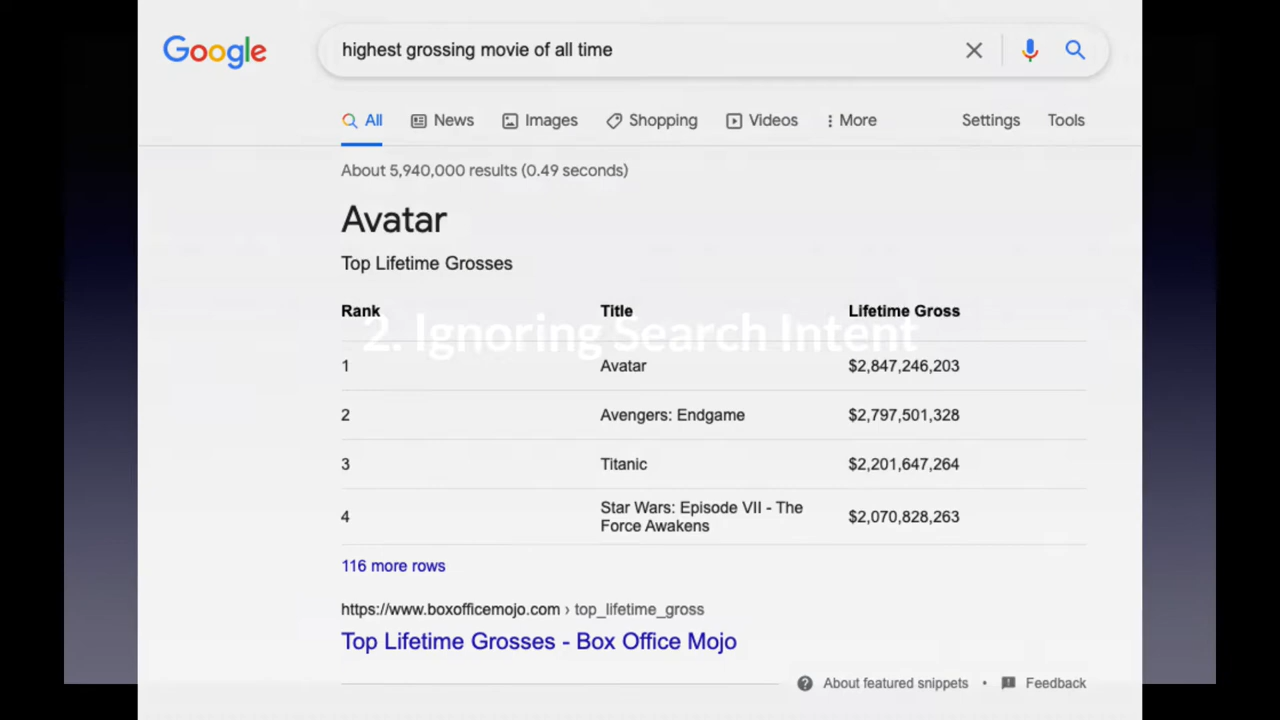 Google
highest grossing movie of all time
All News Images Shopping Videos More Settings Tools
About 5,940,000 results (0.49 seconds)
Avatar
Top Lifetime Grosses
Rank Title Lifetime Gross
2. Ignoring Search Intent
1 Avatar $2,847,246,203
2 Avengers: Endgame $2,797,501,328
3 Titanic $2,201,647,264
4 Star Wars: Episode VII - The $2,070,828,263
Force Awakens
116 more rows
https://www.boxofficemojo.com › top_lifetime_gross
Top Lifetime Grosses - Box Office Mojo
About featured snippets • Feedback